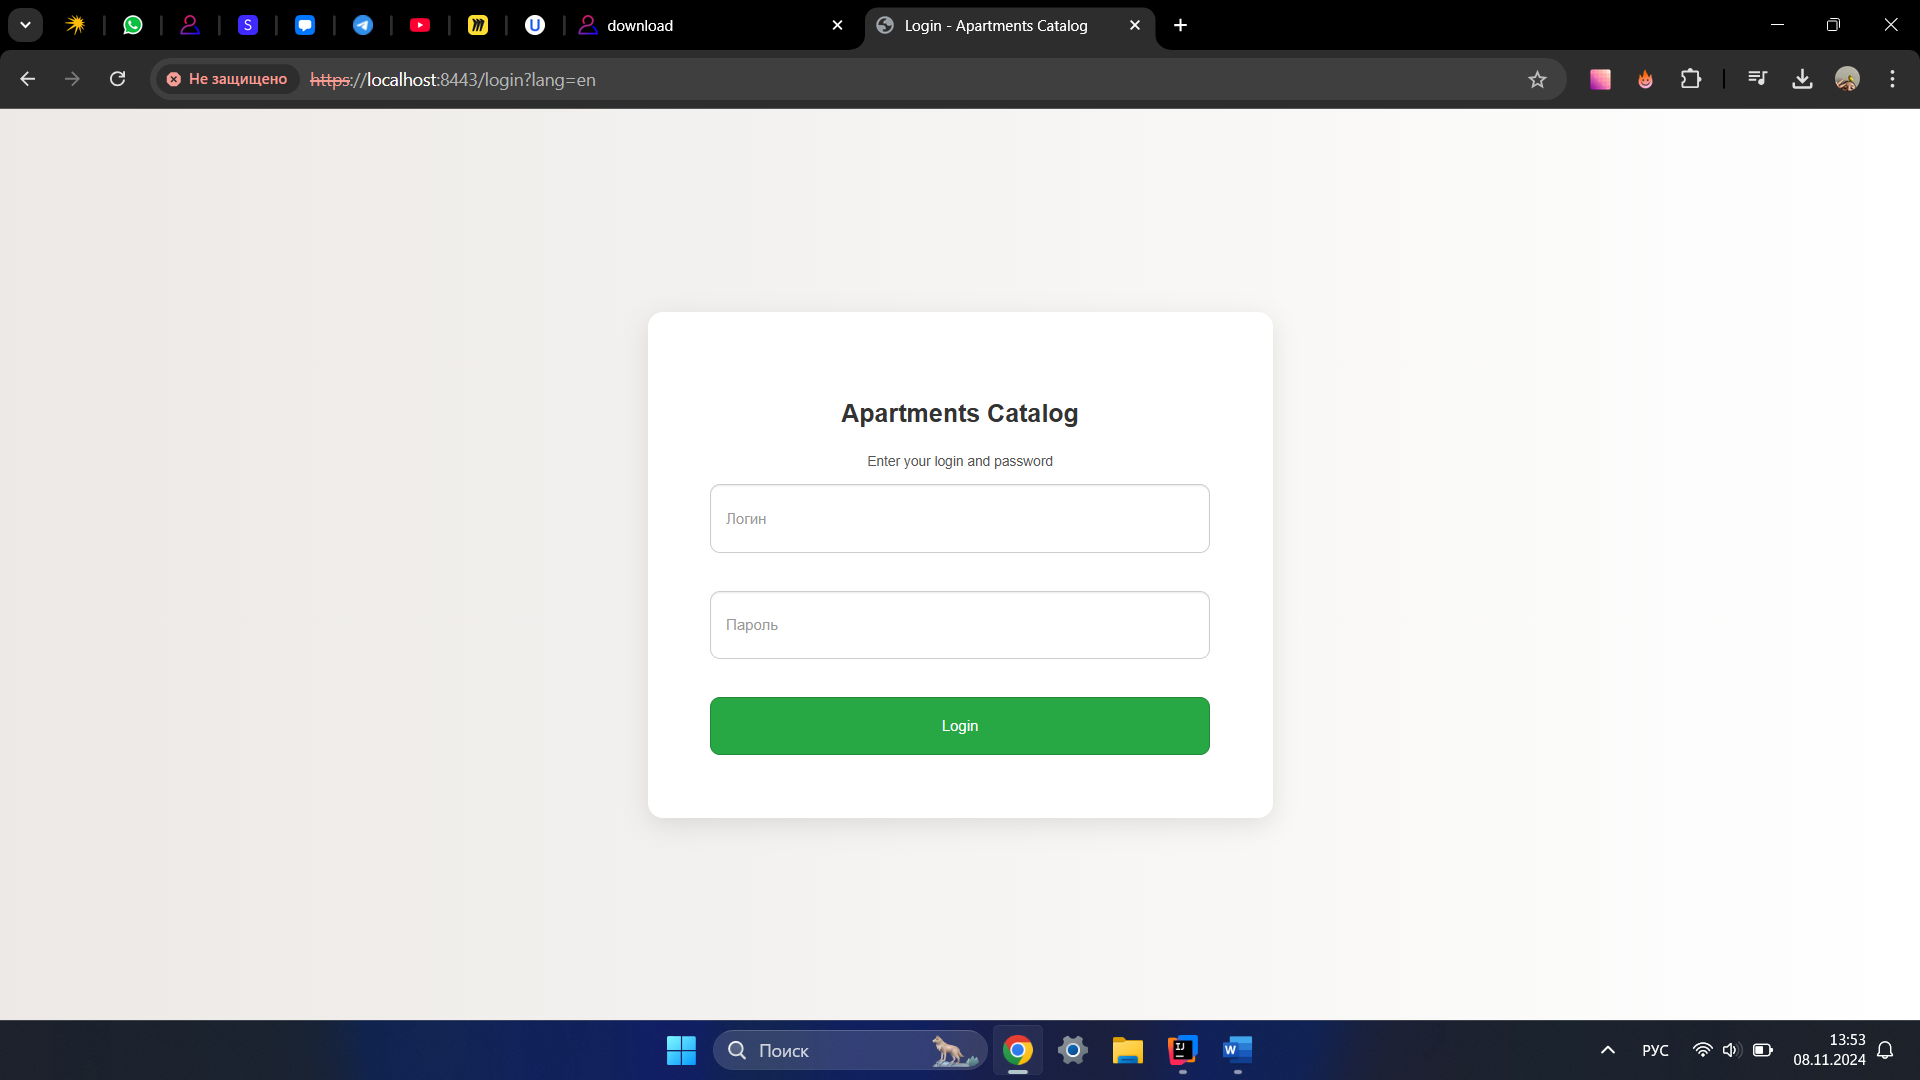 S
U
download
Login - Apartments Catalog
Не защищено
https://localhost:8443/login?lang=en
Apartments Catalog
Enter your login and password
Логин
Пароль
Login
Поиск
IJ
W
РУС
13:53
08.11.2024